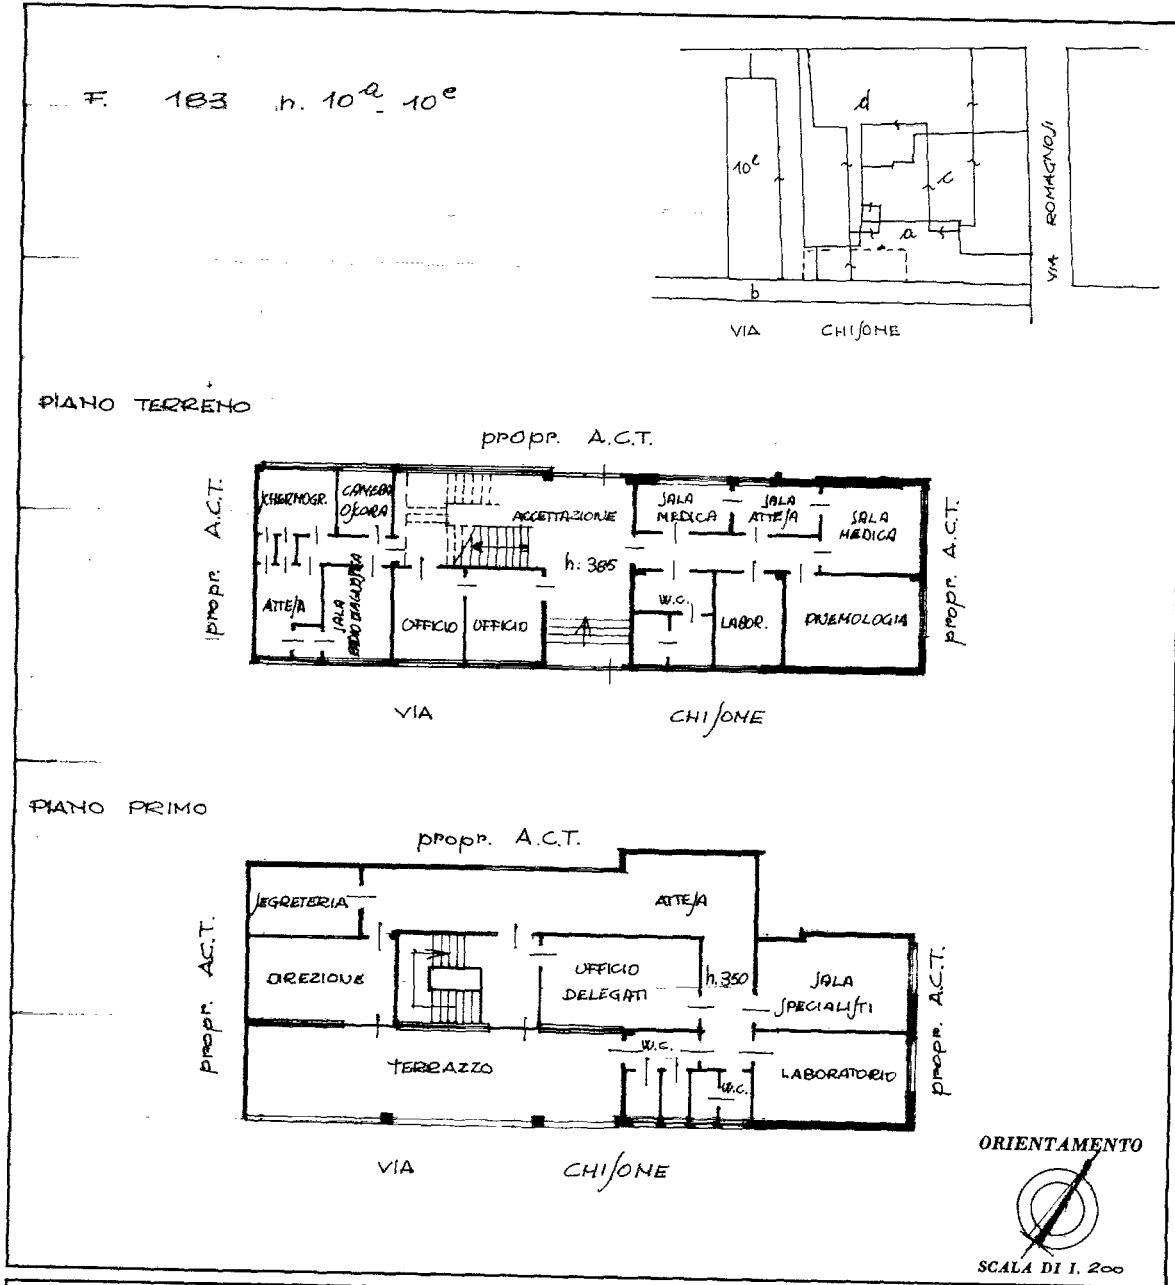 F. 183 n. 10a - 10e
d
10e
c
a
b
VIA ROMAGNOSI
VIA CHISONE
PIANO TERRENO
propr. A.C.T.
propr. A.C.T.
SCHERMOGR.
CAMERA OSCURA
ACCETTAZIONE
SALA MEDICA
SALA ATTESA
SALA MEDICA
propr. A.C.T.
h: 385
ATTESA
SALA RADIODIAGNOSTICA
UFFICIO
UFFICIO
W.C.
LABOR.
PNEMOLOGIA
VIA CHISONE
PIANO PRIMO
propr. A.C.T.
propr. A.C.T.
SEGRETERIA
ATTESA
DIREZIONE
UFFICIO DELEGATI
h. 350
SALA SPECIALISTI
propr. A.C.T.
TERRAZZO
W.C.
W.C.
LABORATORIO
VIA CHISONE
ORIENTAMENTO
SCALA DI 1. 200